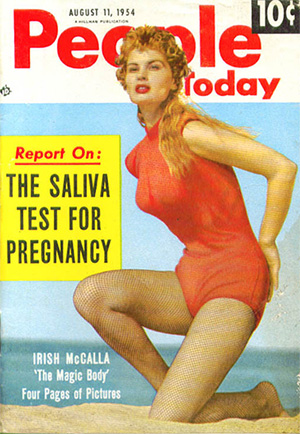 AUGUST 11, 1954
A HILLMAN PUBLICATION
10¢
People
Today
Report On:
THE SALIVA
TEST FOR
PREGNANCY
IRISH McCALLA
'The Magic Body'
Four Pages of Pictures